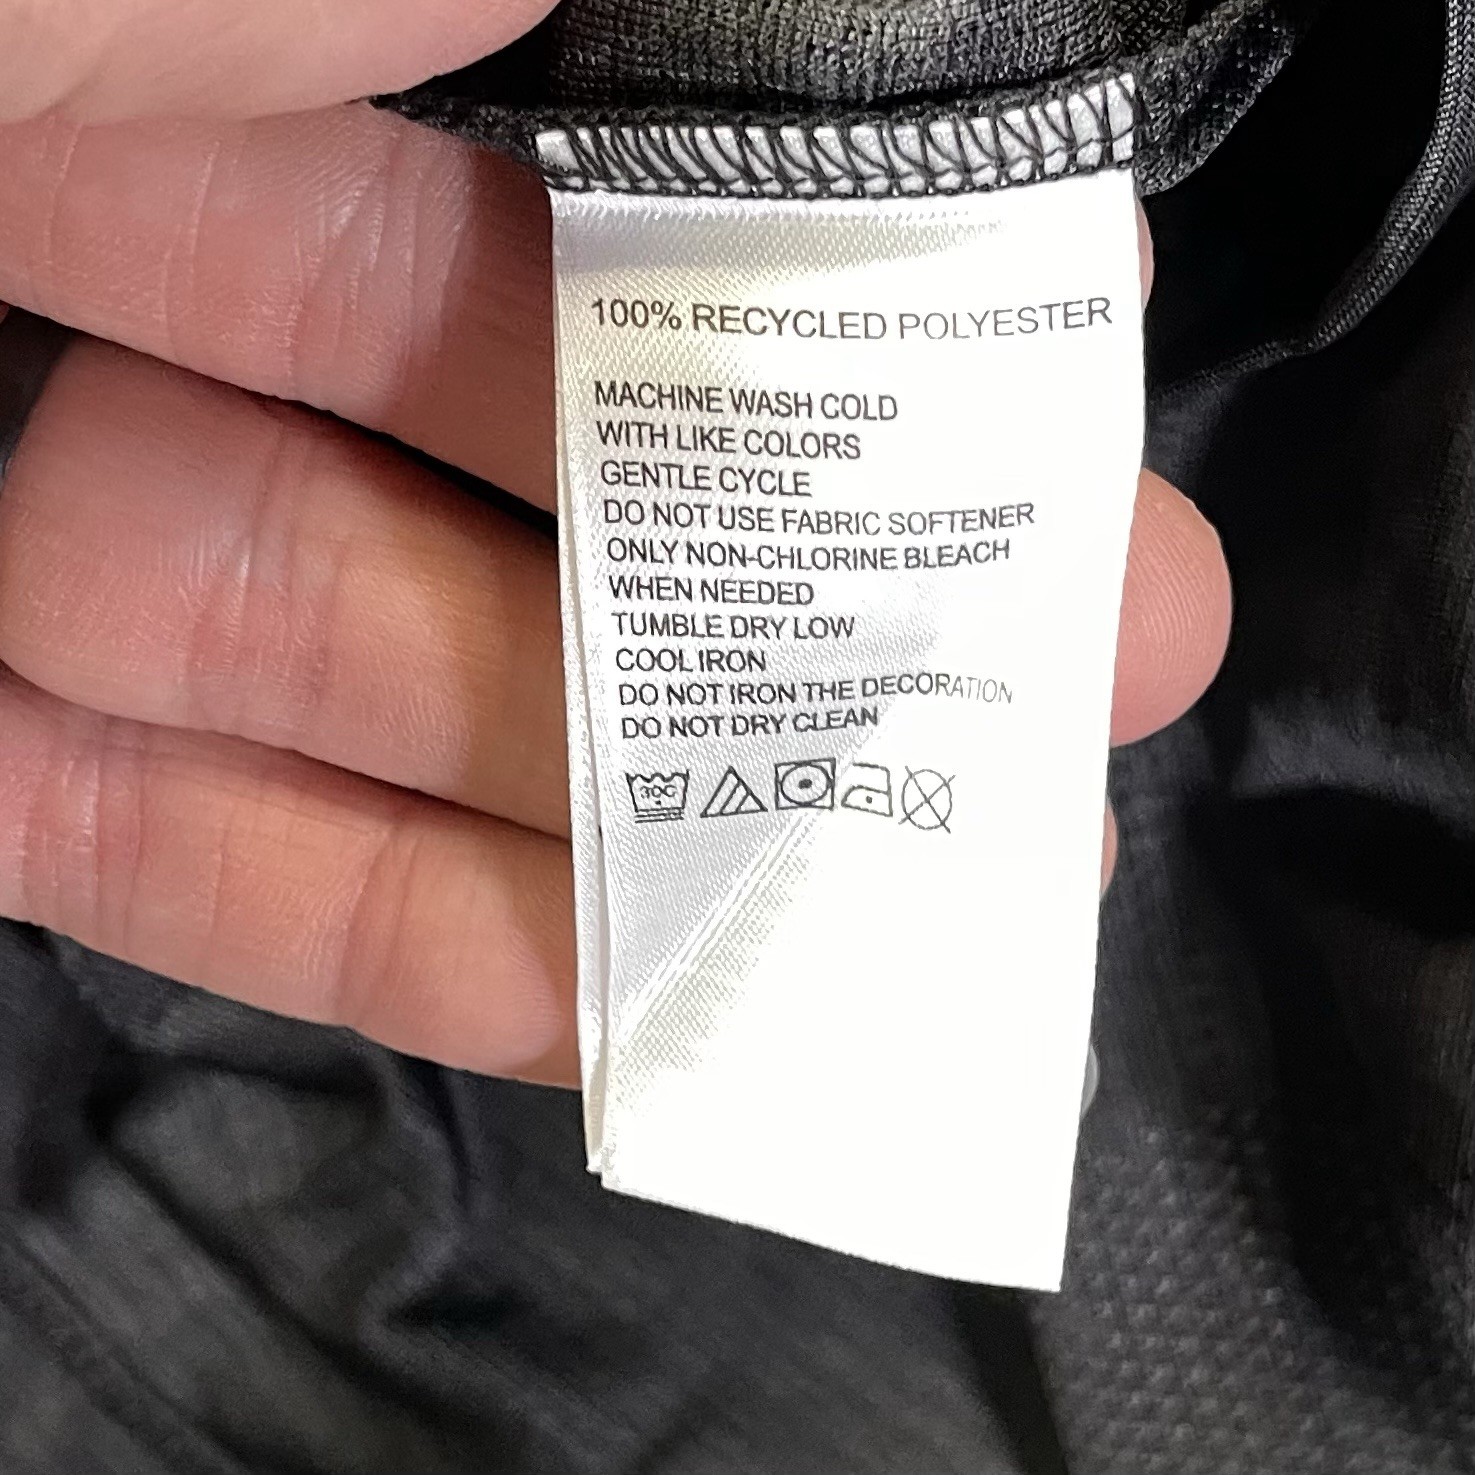 100% RECYCLED POLYESTER
MACHINE WASH COLD
WITH LIKE COLORS
GENTLE CYCLE
DO NOT USE FABRIC SOFTENER
ONLY NON-CHLORINE BLEACH
WHEN NEEDED
TUMBLE DRY LOW
COOL IRON
DO NOT IRON THE DECORATION
DO NOT DRY CLEAN
30C